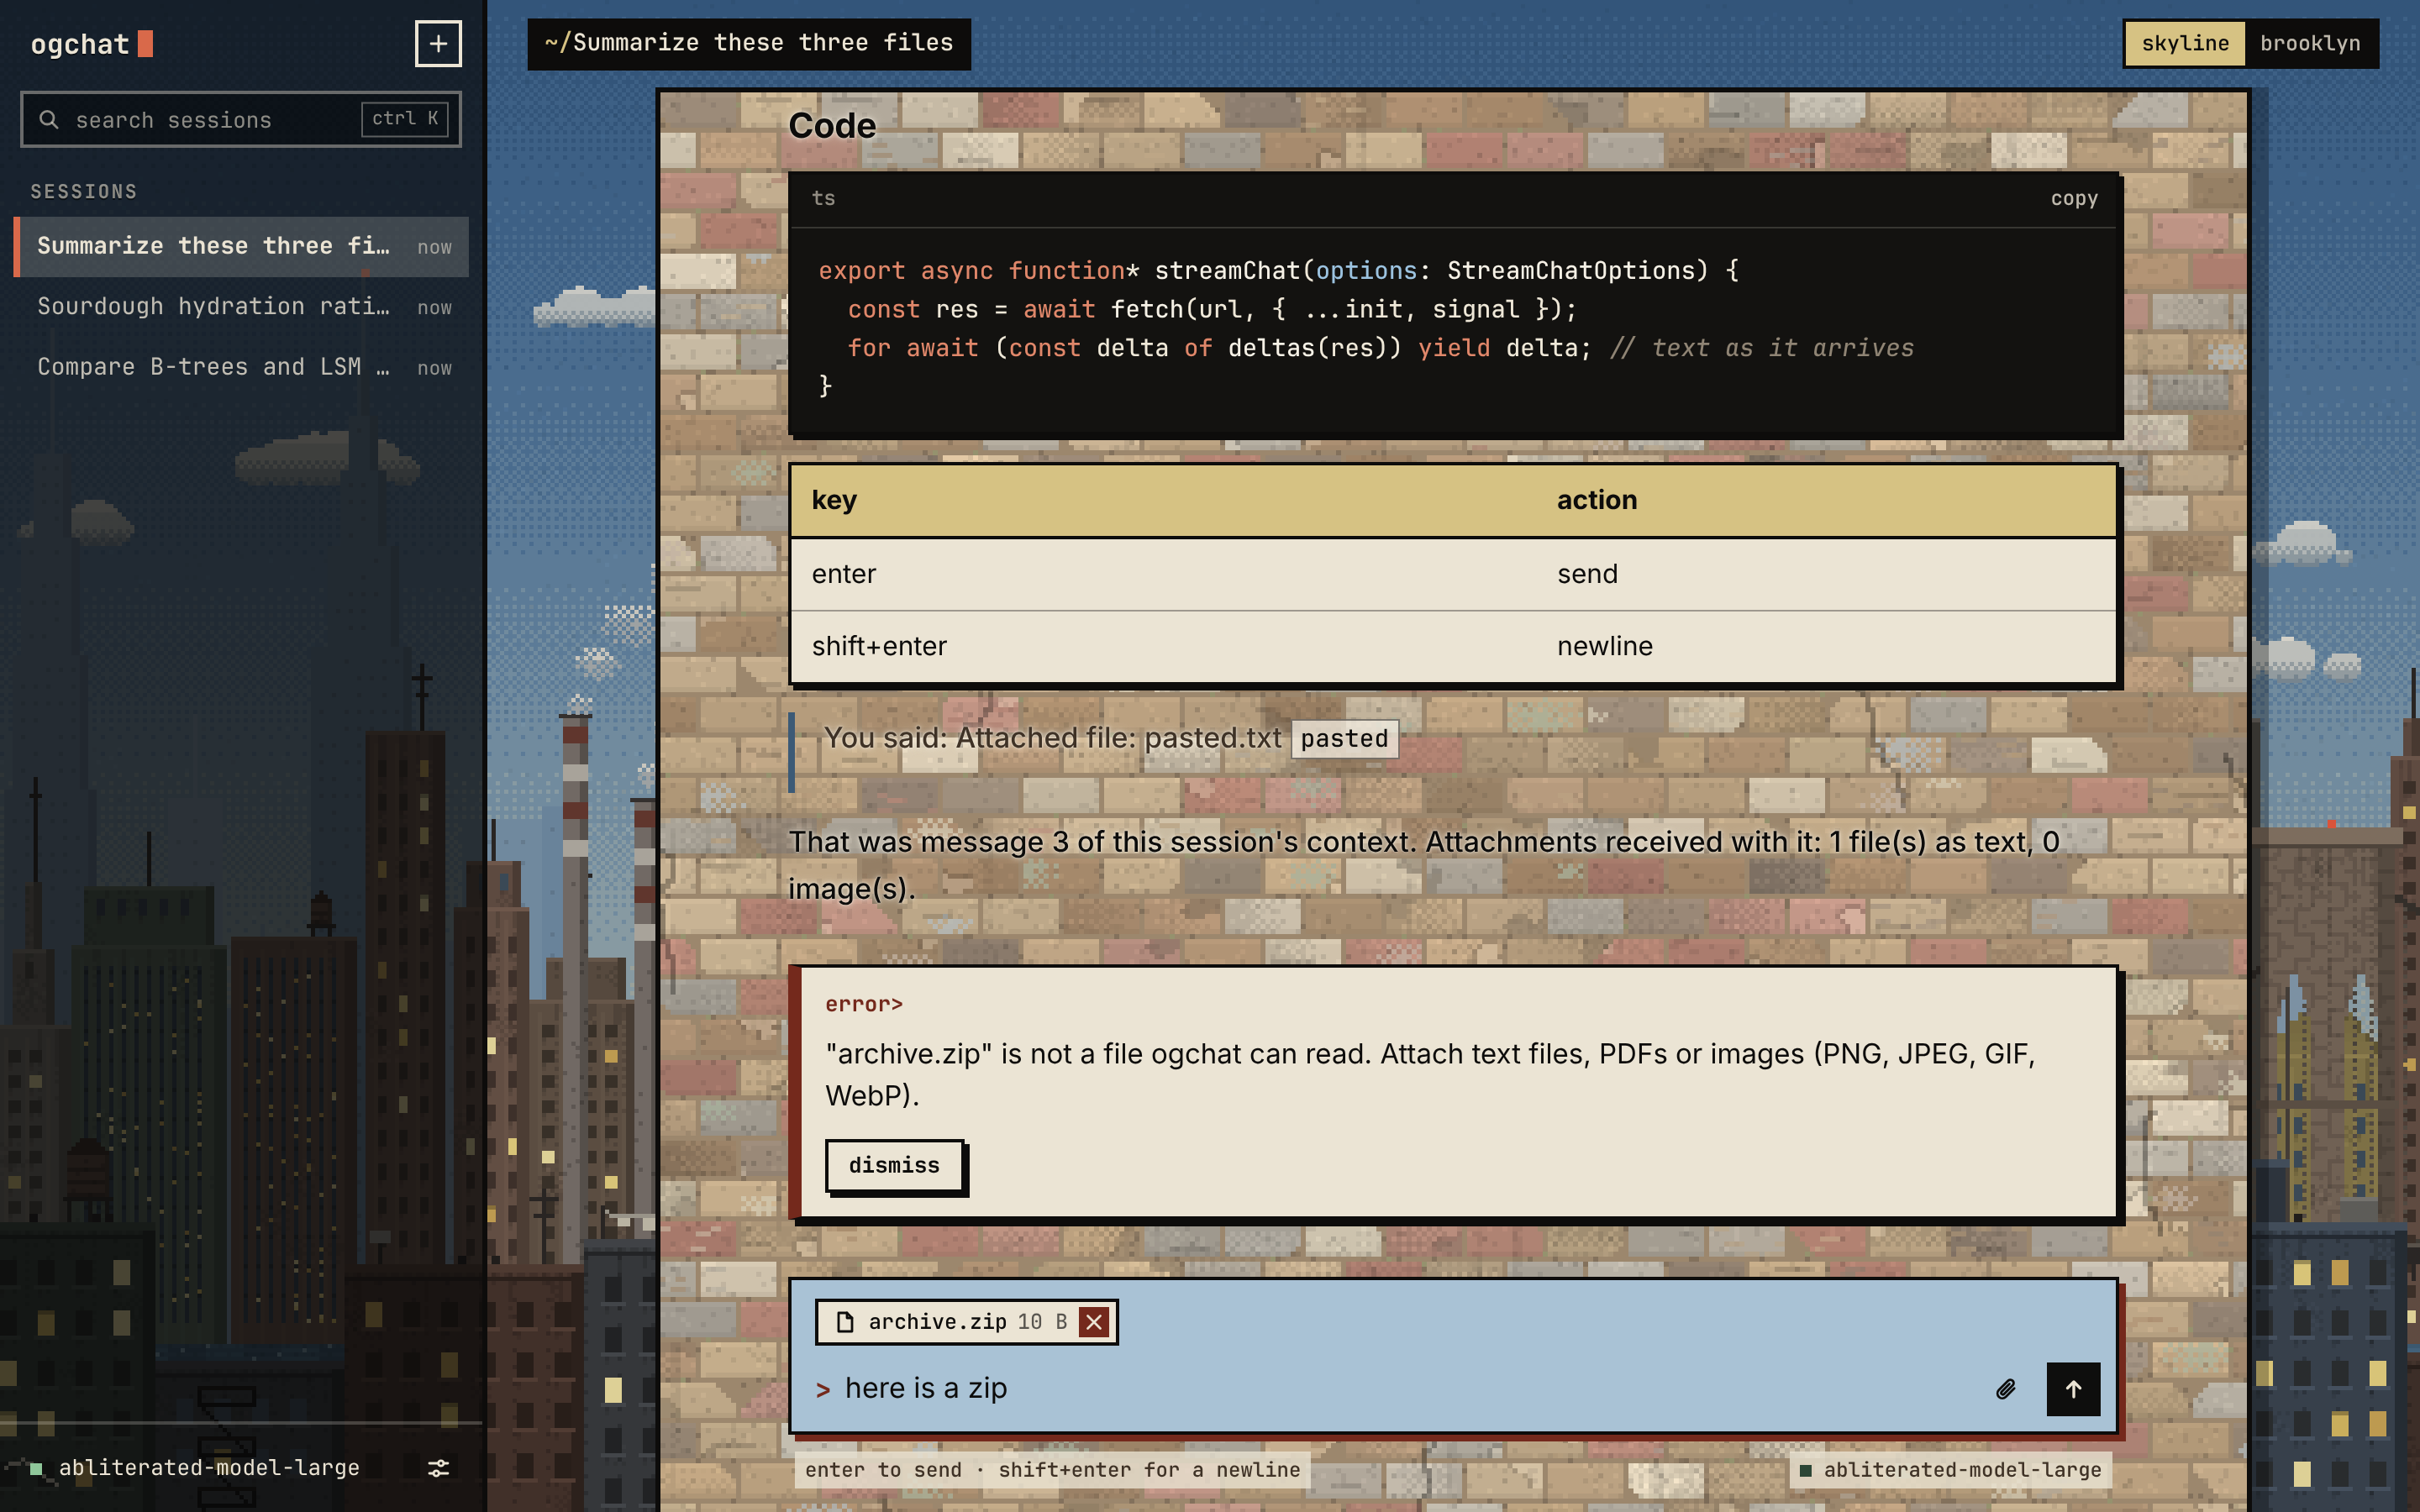 ogchat
+
search sessions
ctrl K
SESSIONS
Summarize these three fi… now
Sourdough hydration rati… now
Compare B-trees and LSM … now
abliterated-model-large
~/Summarize these three files
skyline
brooklyn
Code
ts
copy
export async function* streamChat(options: StreamChatOptions) {
const res = await fetch(url, { ...init, signal });
for await (const delta of deltas(res)) yield delta; // text as it arrives
}
key action
enter send
shift+enter newline
You said: Attached file: pasted.txt pasted
That was message 3 of this session's context. Attachments received with it: 1 file(s) as text, 0
image(s).
error>
"archive.zip" is not a file ogchat can read. Attach text files, PDFs or images (PNG, JPEG, GIF,
WebP).
dismiss
archive.zip 10 B
> here is a zip
enter to send · shift+enter for a newline
abliterated-model-large